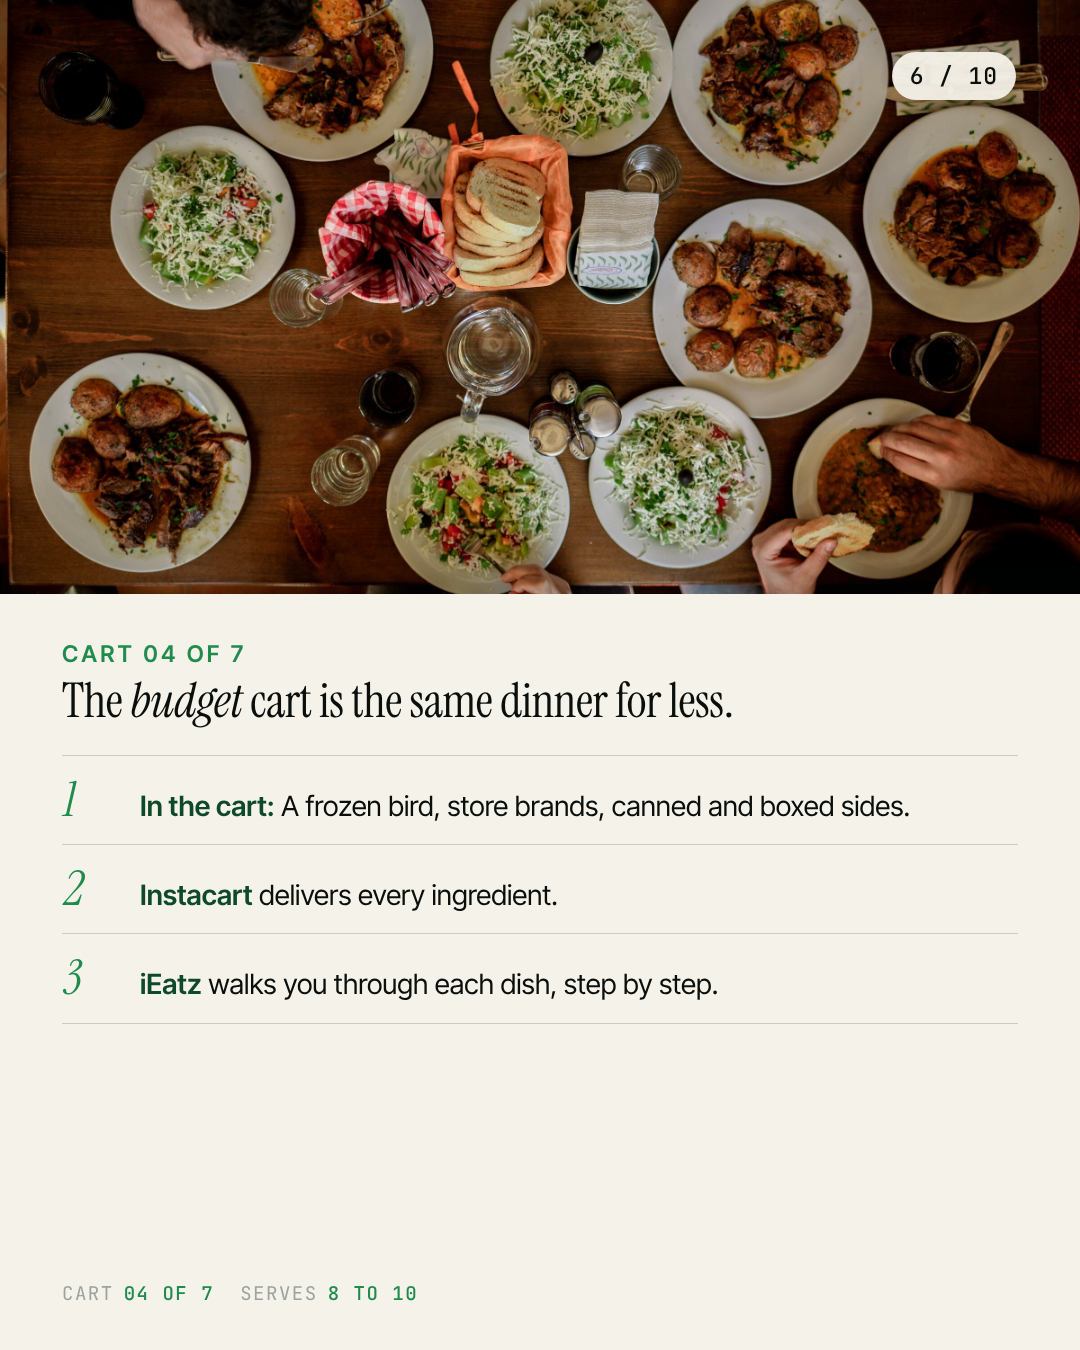 6 / 10
CART 04 OF 7
The budget cart is the same dinner for less.
1 In the cart: A frozen bird, store brands, canned and boxed sides.
2 Instacart delivers every ingredient.
3 iEatz walks you through each dish, step by step.
CART 04 OF 7 SERVES 8 TO 10